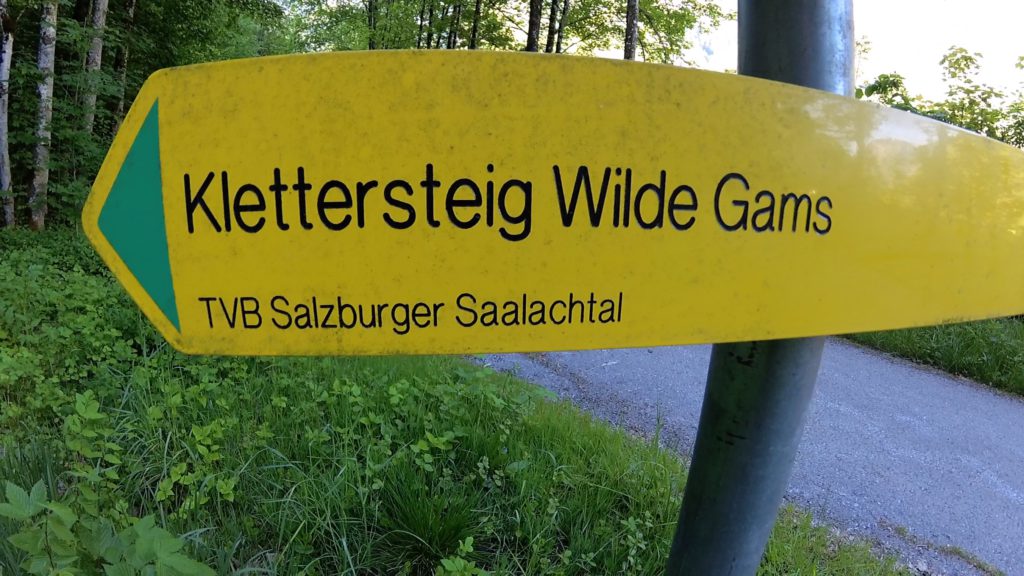 Klettersteig Wilde Gams
TVB Salzburger Saalachtal